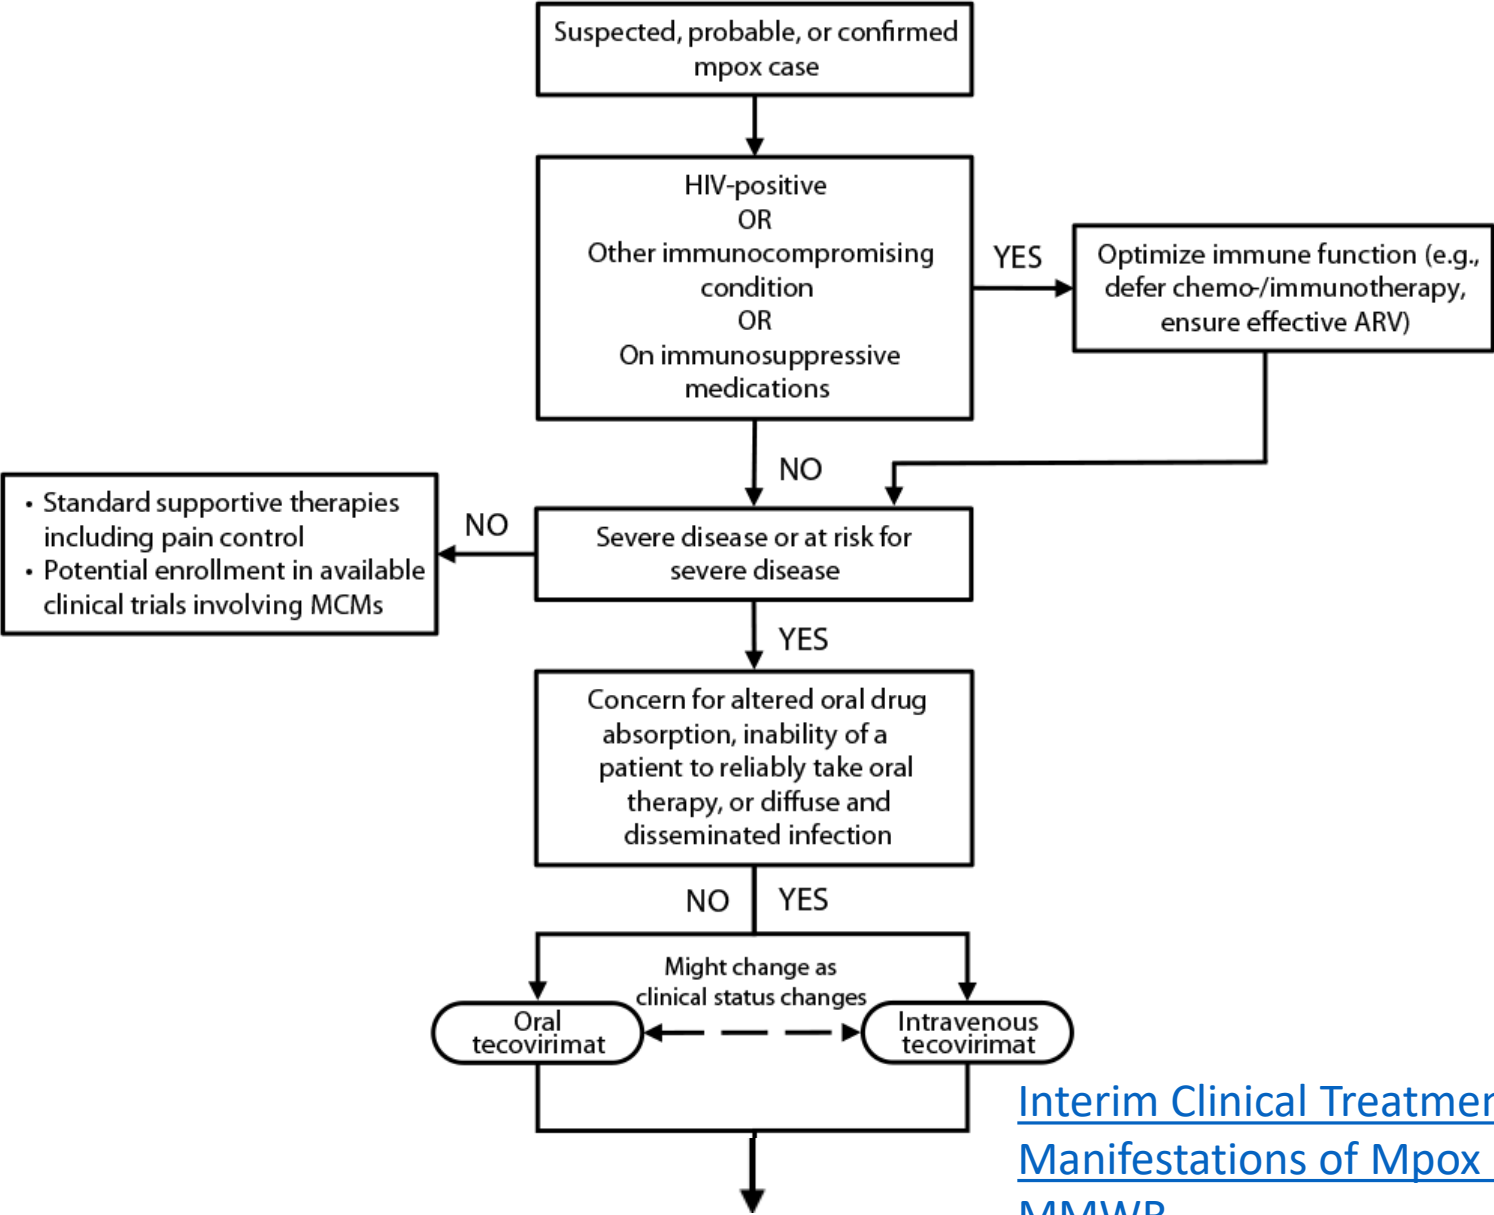 Suspected, probable, or confirmed
mpox case
HIV-positive
OR
Other immunocompromising
condition
OR
On immunosuppressive
medications
YES
Optimize immune function (e.g.,
defer chemo-/immunotherapy,
ensure effective ARV)
NO
Severe disease or at risk for
severe disease
NO
• Standard supportive therapies
including pain control
• Potential enrollment in available
clinical trials involving MCMs
YES
Concern for altered oral drug
absorption, inability of a
patient to reliably take oral
therapy, or diffuse and
disseminated infection
NO YES
Might change as
clinical status changes
Oral
tecovirimat
Intravenous
tecovirimat
Interim Clinical
Manifestations of Mpox
MMWR